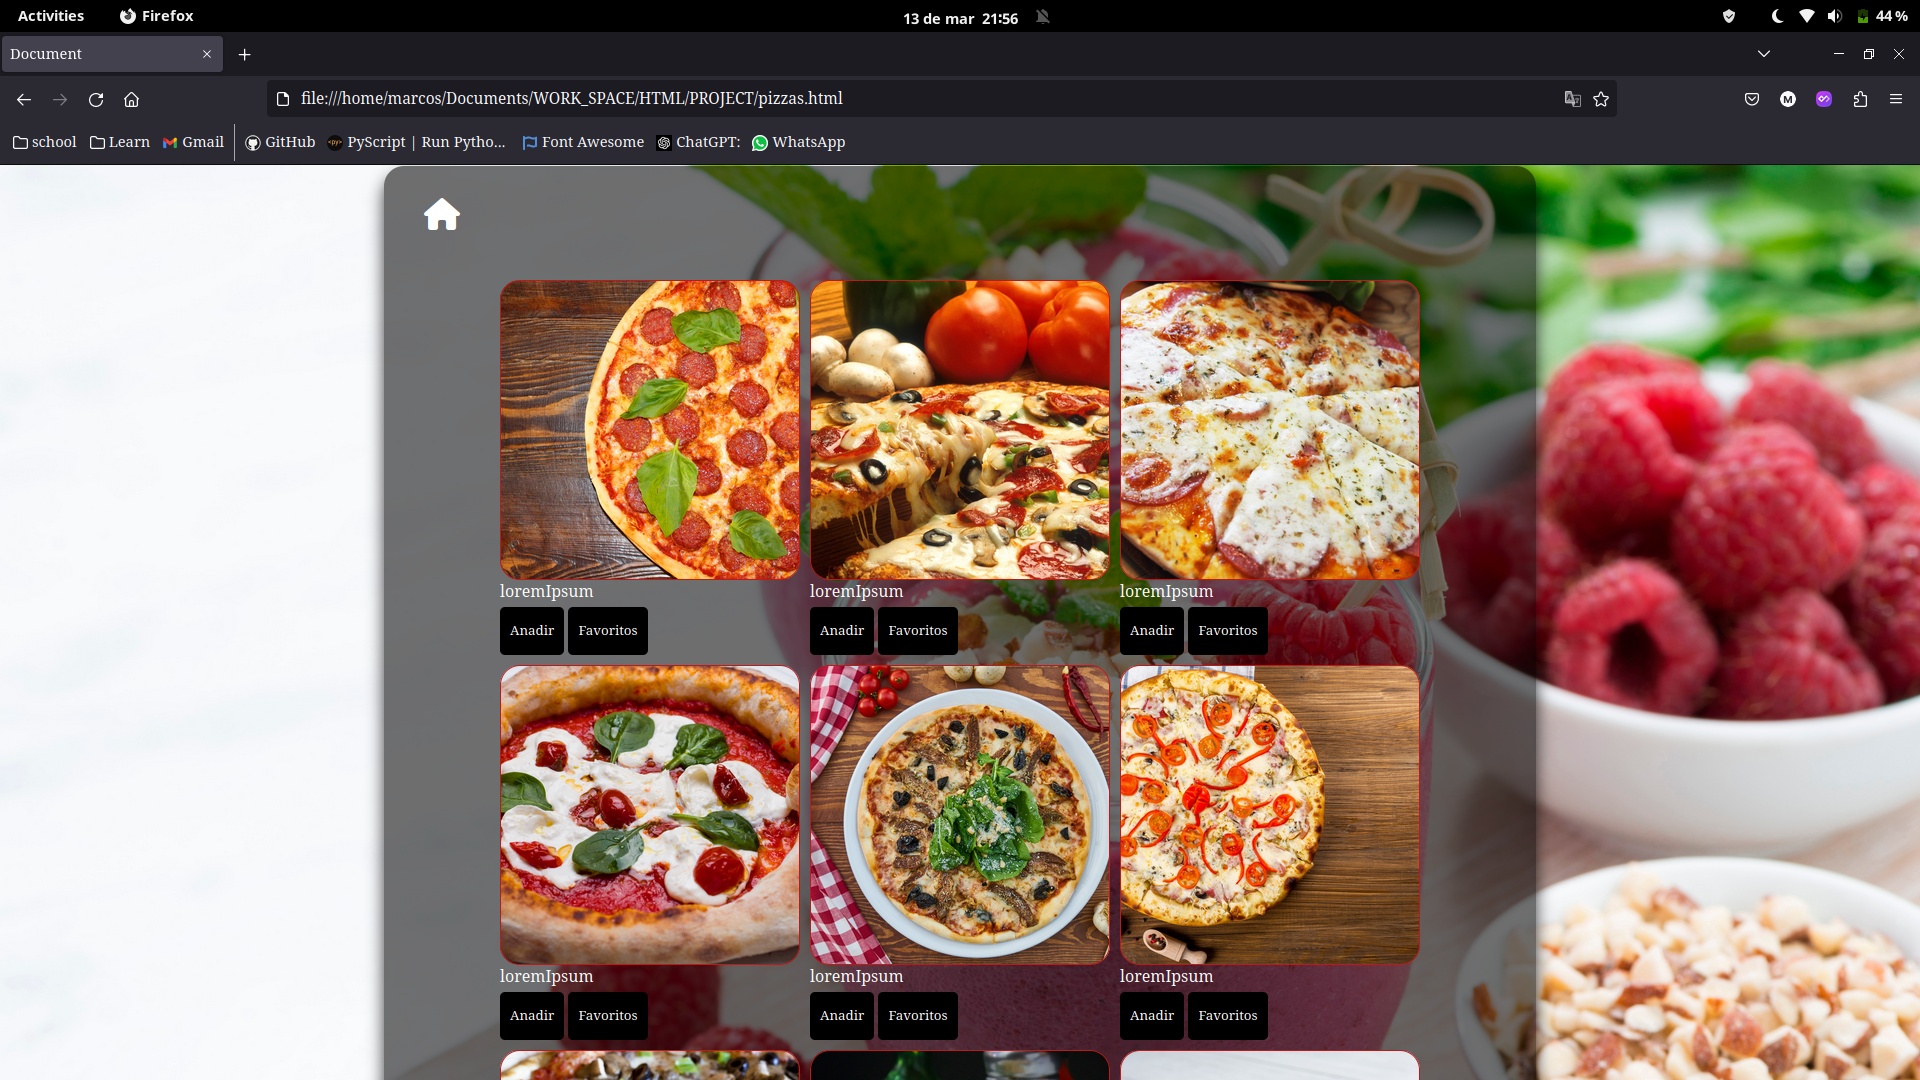 Activities Firefox 13 de mar 21:56 44 %
Document
file:///home/marcos/Documents/WORK_SPACE/HTML/PROJECT/pizzas.html M
school Learn Gmail GitHub <py> PyScript | Run Pytho... Font Awesome ChatGPT: WhatsApp
loremIpsum loremIpsum loremIpsum
Anadir Favoritos Anadir Favoritos Anadir Favoritos
loremIpsum loremIpsum loremIpsum
Anadir Favoritos Anadir Favoritos Anadir Favoritos